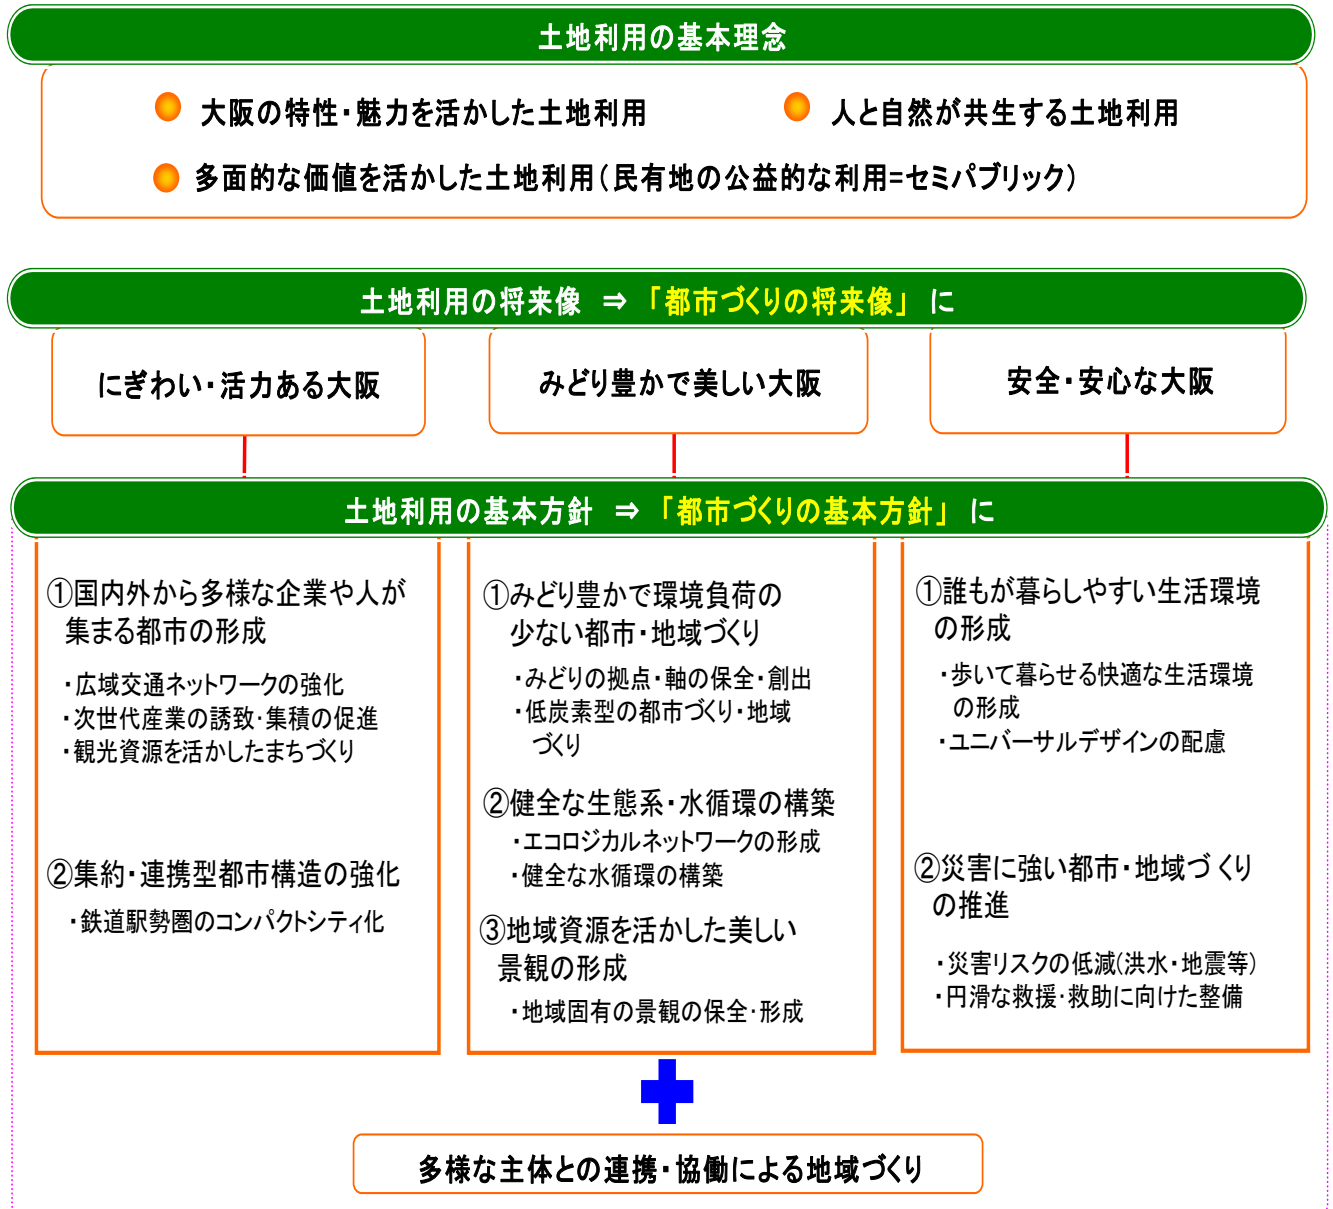 土地利用の基本理念
大阪の特性・魅力を活かした土地利用
人と自然が共生する土地利用
多面的な価値を活かした土地利用(民有地の公益的な利用=セミパブリック)
土地利用の将来像 ⇒ 「都市づくりの将来像」 に
にぎわい・活力ある大阪
みどり豊かで美しい大阪
安全・安心な大阪
土地利用の基本方針 ⇒ 「都市づくりの基本方針」 に
①国内外から多様な企業や人が
集まる都市の形成
・広域交通ネットワークの強化
・次世代産業の誘致・集積の促進
・観光資源を活かしたまちづくり
②集約・連携型都市構造の強化
・鉄道駅勢圏のコンパクトシティ化
①みどり豊かで環境負荷の
少ない都市・地域づくり
・みどりの拠点・軸の保全・創出
・低炭素型の都市づくり・地域
づくり
②健全な生態系・水循環の構築
・エコロジカルネットワークの形成
・健全な水循環の構築
③地域資源を活かした美しい
景観の形成
・地域固有の景観の保全・形成
①誰もが暮らしやすい生活環境
の形成
・歩いて暮らせる快適な生活環境
の形成
・ユニバーサルデザインの配慮
②災害に強い都市・地域づくり
の推進
・災害リスクの低減(洪水・地震等)
・円滑な救援・救助に向けた整備
多様な主体との連携・協働による地域づくり